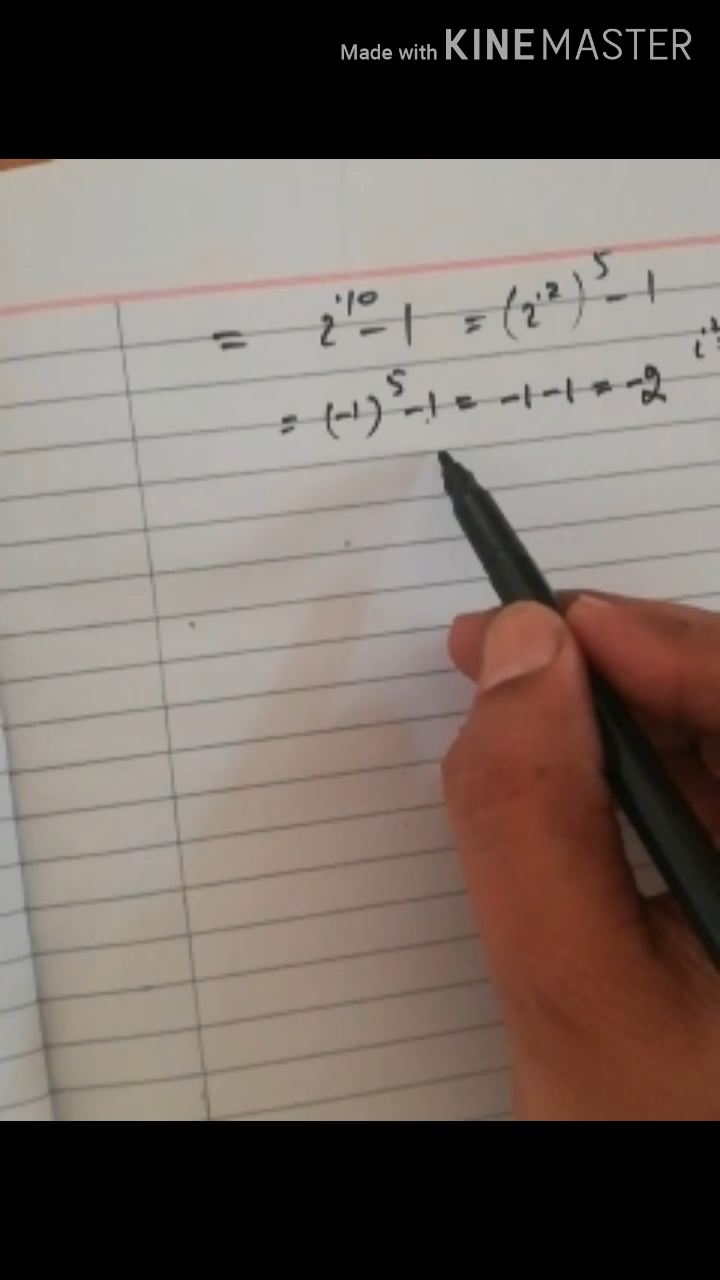 Made with KINEMASTER
= i¹⁰ - 1 = (i²)⁵ - 1
= (-1)⁵ - 1 = -1 - 1 = -2